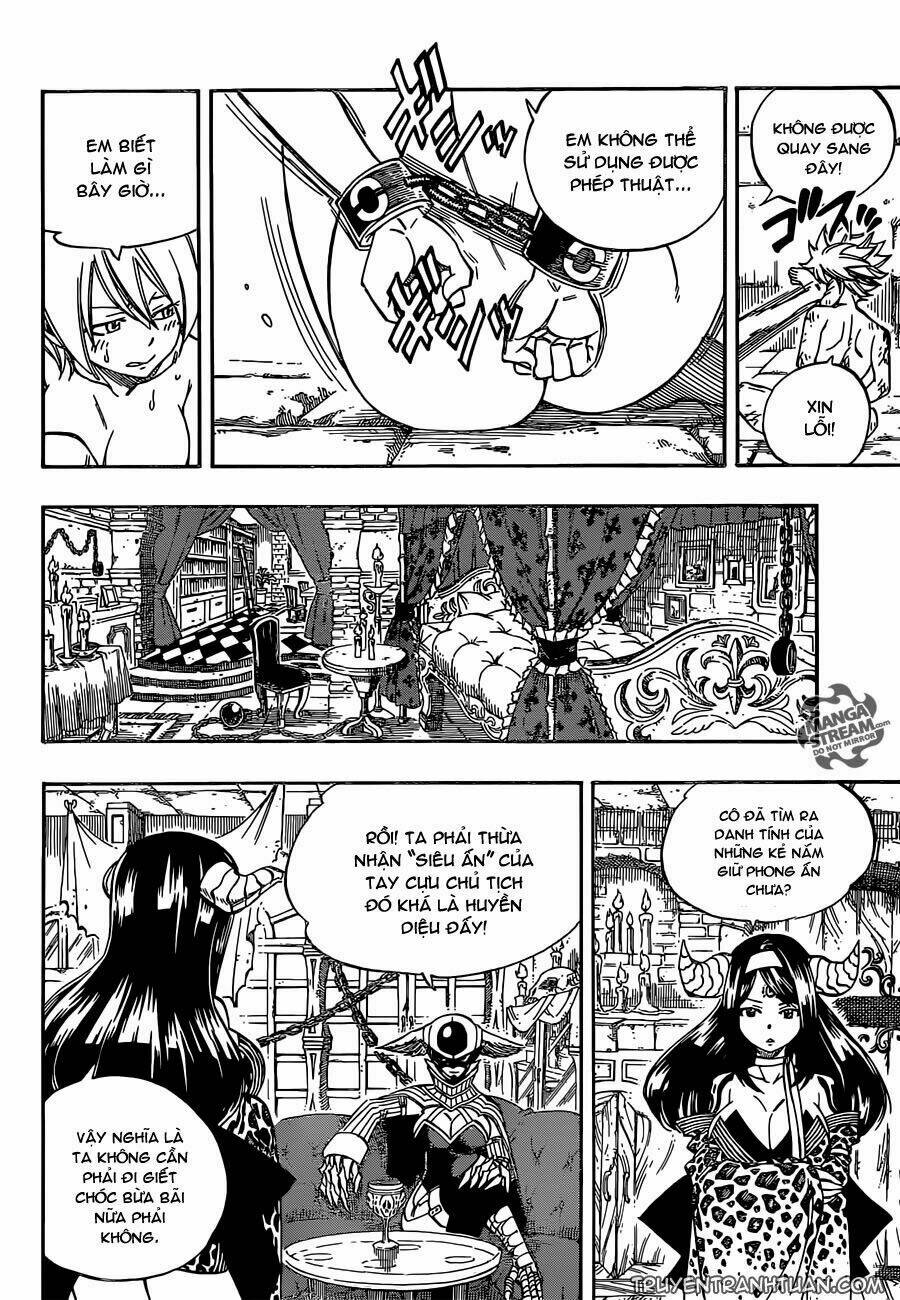 EM BIẾT
LÀM GÌ
BÂY GIỜ...
EM KHÔNG THỂ
SỬ DỤNG ĐƯỢC
PHÉP THUẬT...
KHÔNG ĐƯỢC
QUAY SANG
ĐÂY!
XIN
LỖI!
MANGA
STREAM.com
DO NOT MIRROR
RỒI! TA PHẢI THỪA
NHẬN "SIÊU ẤN" CỦA
TAY CỰU CHỦ TỊCH
ĐÓ KHÁ LÀ HUYỀN
DIỆU ĐẤY!
CÔ ĐÃ TÌM RA
DANH TÍNH CỦA
NHỮNG KẺ NẮM
GIỮ PHONG ẤN
CHƯA?
VẬY NGHĨA LÀ
TA KHÔNG CẦN
PHẢI ĐI GIẾT
CHÓC BỪA BÃI
NỮA PHẢI
KHÔNG.
TRUYENTRANHTUAN.COM